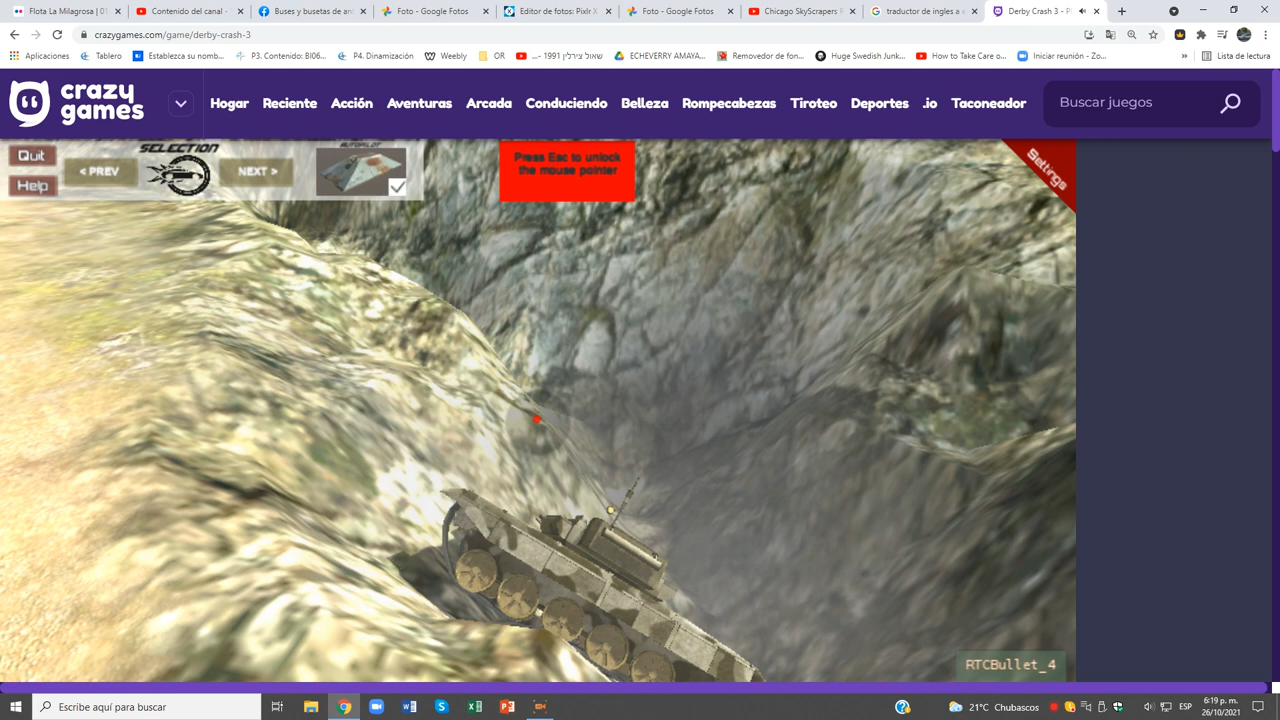 Flota La Milagrosa | 01
Contenido del canal -
Buses y busetas de an
Foto - Google Fotos
Editor de fotos: Pixlr X
Foto - Google Fotos
Chicago SkyScrapers P
traductor de ingles a e
Derby Crash 3 - P
crazygames.com/game/derby-crash-3
Aplicaciones
Tablero
Establezca su nomb...
P3. Contenido: BI06...
P4. Dinamización
Weebly
OR
שאול צירלין 1991 -...
ECHEVERRY AMAYA...
Removedor de fon...
Huge Swedish Junk...
How to Take Care o...
Iniciar reunión - Zo...
Lista de lectura
crazy
games
Hogar
Reciente
Acción
Aventuras
Arcada
Conduciendo
Belleza
Rompecabezas
Tiroteo
Deportes
.io
Taconeador
Buscar juegos
Quit
Help
SELECTION
< PREV
NEXT >
AUTOPILOT
Press Esc to unlock
the mouse pointer
Settings
RTCBullet_4
Escribe aquí para buscar
21°C Chubascos
ESP
6:19 p. m.
26/10/2021